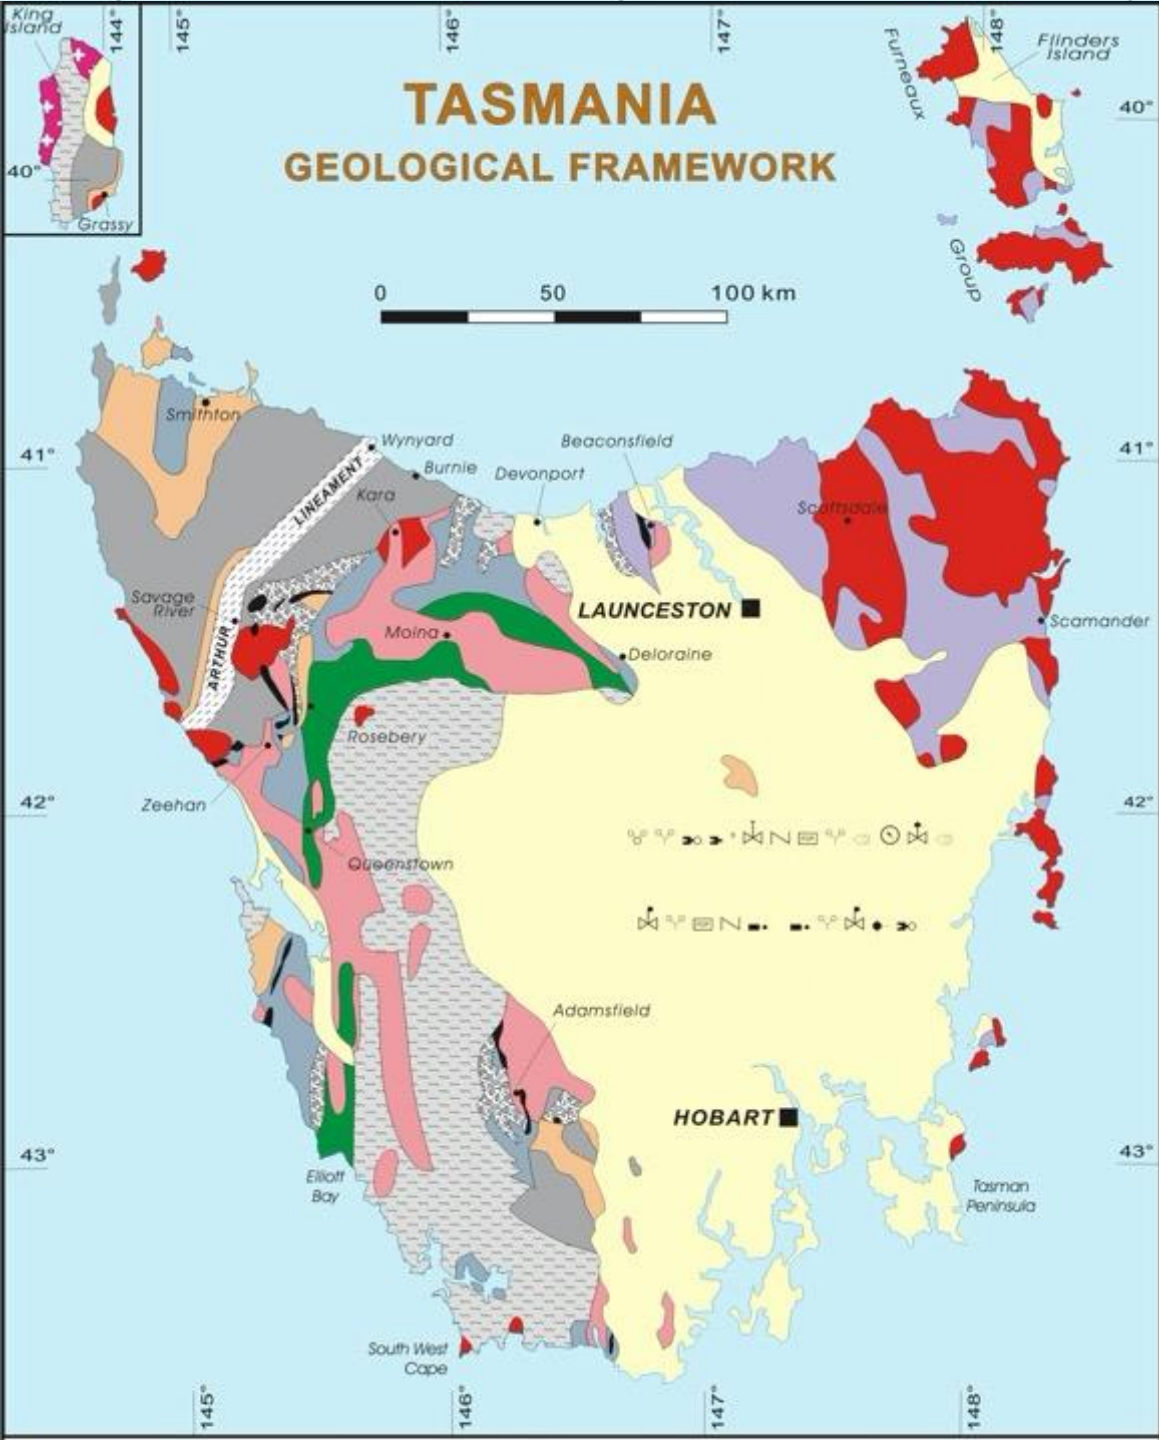 King
Island
144°
145°
146°
147°
148°
Flinders
Island
Furneaux
TASMANIA
GEOLOGICAL FRAMEWORK
40°
40°
Grassy
Group
0 50 100 km
Smithton
Wynyard
Beaconsfield
41°
41°
Burnie
Devonport
LINEAMENT
Kara
Scottsdale
Savage
River
LAUNCESTON
Scamander
Moina
ARTHUR
Deloraine
Rosebery
Zeehan
42°
42°
Queenstown
Adamsfield
HOBART
43°
43°
Elliott
Bay
Tasman
Peninsula
South West
Cape
145°
146°
147°
148°